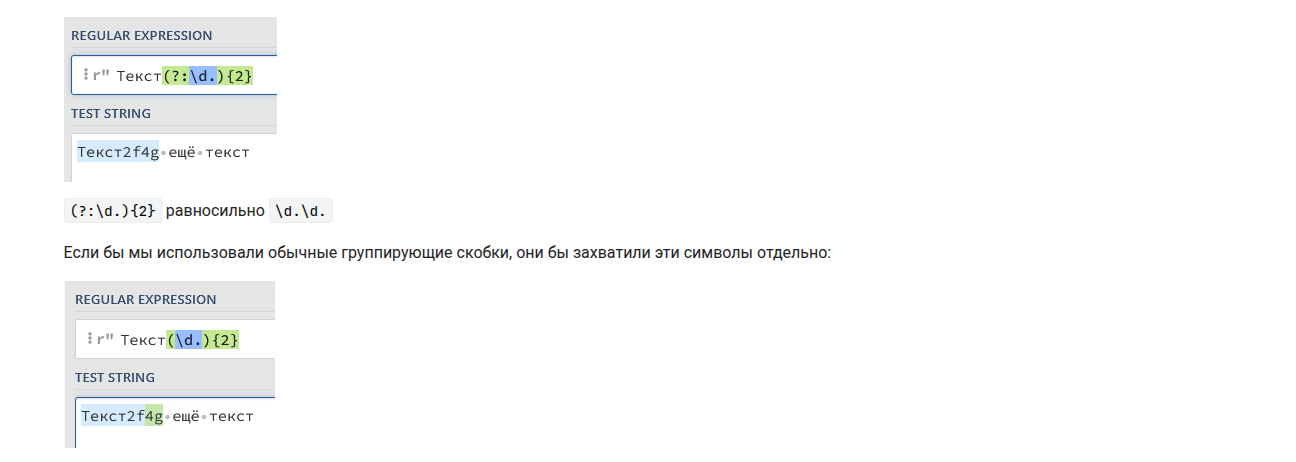 REGULAR EXPRESSION
⋮ r" Текст(?:\d.){2}
TEST STRING
Текст2f4g·ещё·текст
(?:\d.){2} равносильно \d.\d.
Если бы мы использовали обычные группирующие скобки, они бы захватили эти символы отдельно:
REGULAR EXPRESSION
⋮ r" Текст(\d.){2}
TEST STRING
Текст2f4g·ещё·текст